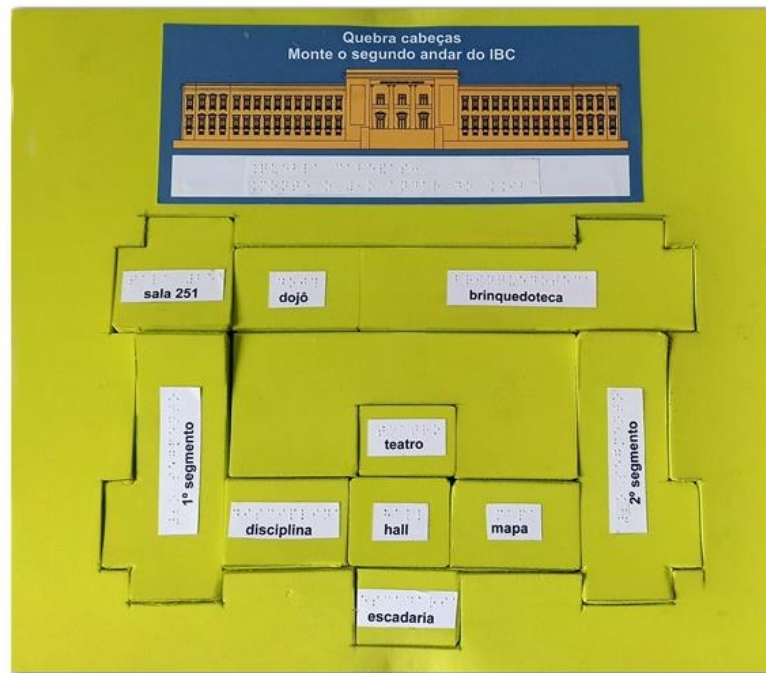 Quebra cabeças
Monte o segundo andar do IBC
sala 251
dojô
brinquedoteca
teatro
1º segmento
2º segmento
disciplina
hall
mapa
escadaria